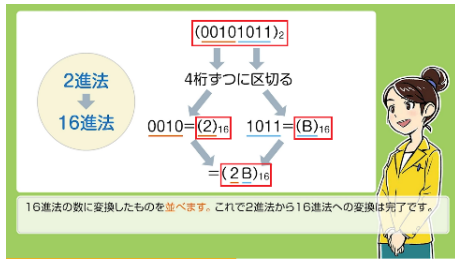 (00101011)₂
2進法
16進法
4桁ずつに区切る
0010=(2)₁₆ 1011=(B)₁₆
=(2B)₁₆
16進法の数に変換したものを並べます。これで2進法から16進法への変換は完了です。